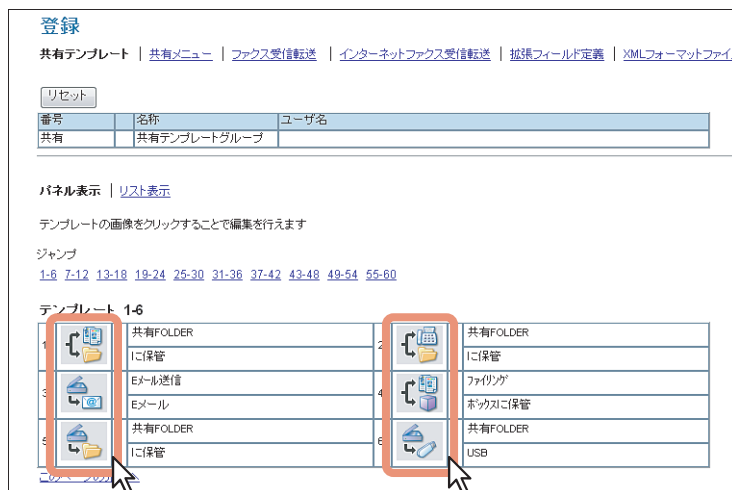 登録
共有テンプレート | 共有メニュー | ファクス受信転送 | インターネットファクス受信転送 | 拡張フィールド定義 | XMLフォーマットファイ
リセット
番号 名称 ユーザ名
共有 共有テンプレートグループ
パネル表示 | リスト表示
テンプレートの画像をクリックすることで編集を行えます
ジャンプ
1-6 7-12 13-18 19-24 25-30 31-36 37-42 43-48 49-54 55-60
テンプレート 1-6
1 共有FOLDER 2 共有FOLDER
に保管 に保管
3 Eメール送信 4 ファイリング
Eメール ボックスに保管
5 共有FOLDER 6 共有FOLDER
に保管 USB
このページの